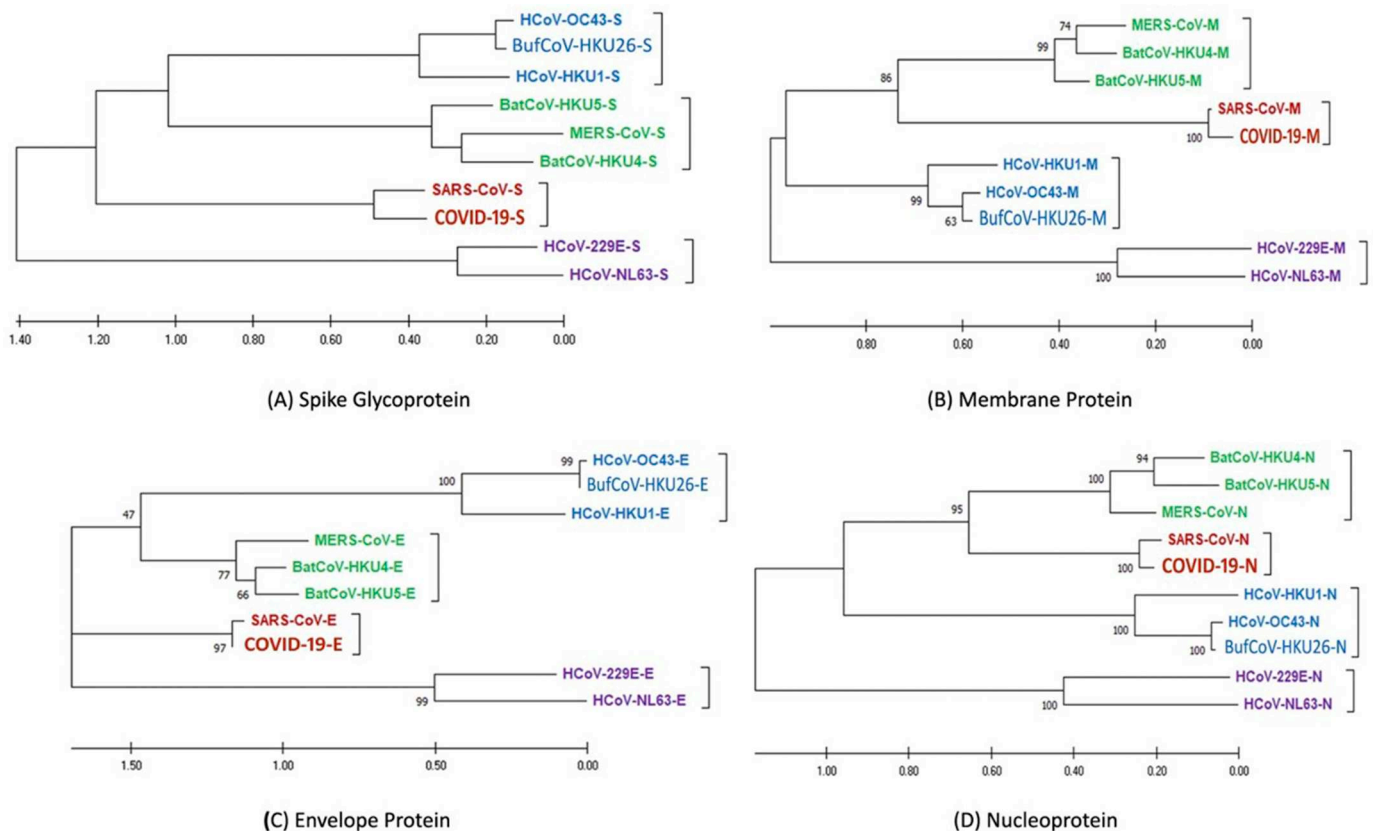 HCoV-OC43-S
BufCoV-HKU26-S
HCoV-HKU1-S
BatCoV-HKU5-S
MERS-CoV-S
BatCoV-HKU4-S
SARS-CoV-S
COVID-19-S
HCoV-229E-S
HCoV-NL63-S
1.40 1.20 1.00 0.80 0.60 0.40 0.20 0.00
(A) Spike Glycoprotein
74
MERS-CoV-M
99
BatCoV-HKU4-M
86
BatCoV-HKU5-M
SARS-CoV-M
100
COVID-19-M
HCoV-HKU1-M
99
HCoV-OC43-M
63
BufCoV-HKU26-M
HCoV-229E-M
100
HCoV-NL63-M
0.80 0.60 0.40 0.20 0.00
(B) Membrane Protein
99
HCoV-OC43-E
100
BufCoV-HKU26-E
HCoV-HKU1-E
47
MERS-CoV-E
77
BatCoV-HKU4-E
66
BatCoV-HKU5-E
SARS-CoV-E
97
COVID-19-E
HCoV-229E-E
99
HCoV-NL63-E
1.50 1.00 0.50 0.00
(C) Envelope Protein
94
BatCoV-HKU4-N
100
BatCoV-HKU5-N
95
MERS-CoV-N
SARS-CoV-N
100
COVID-19-N
HCoV-HKU1-N
100
HCoV-OC43-N
100
BufCoV-HKU26-N
HCoV-229E-N
100
HCoV-NL63-N
1.00 0.80 0.60 0.40 0.20 0.00
(D) Nucleoprotein